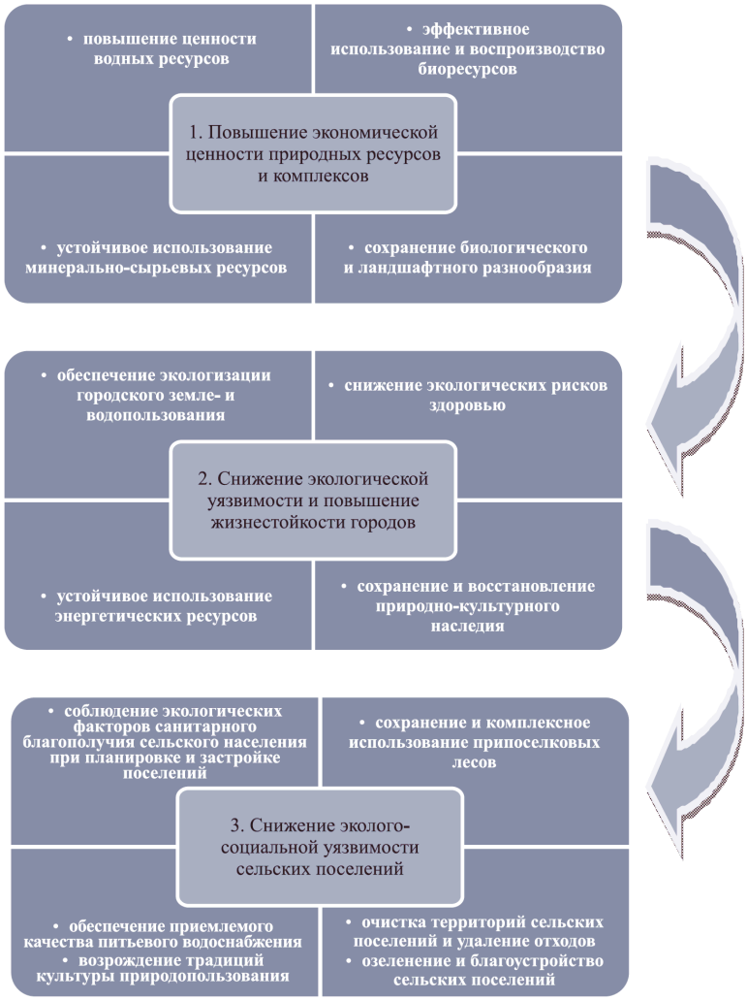 • повышение ценности
водных ресурсов
• эффективное
использование и воспроизводство
биоресурсов
1. Повышение экономической
ценности природных ресурсов
и комплексов
• устойчивое использование
минерально-сырьевых ресурсов
• сохранение биологического
и ландшафтного разнообразия
• обеспечение экологизации
городского земле- и
водопользования
• снижение экологических рисков
здоровью
2. Снижение экологической
уязвимости и повышение
жизнестойкости городов
• устойчивое использование
энергетических ресурсов
• сохранение и восстановление
природно-культурного
наследия
• соблюдение экологических
факторов санитарного
благополучия сельского населения
при планировке и застройке
поселений
• сохранение и комплексное
использование припоселковых
лесов
3. Снижение эколого-
социальной уязвимости
сельских поселений
• обеспечение приемлемого
качества питьевого водоснабжения
• возрождение традиций
культуры природопользования
• очистка территорий сельских
поселений и удаление отходов
• озеленение и благоустройство
сельских поселений